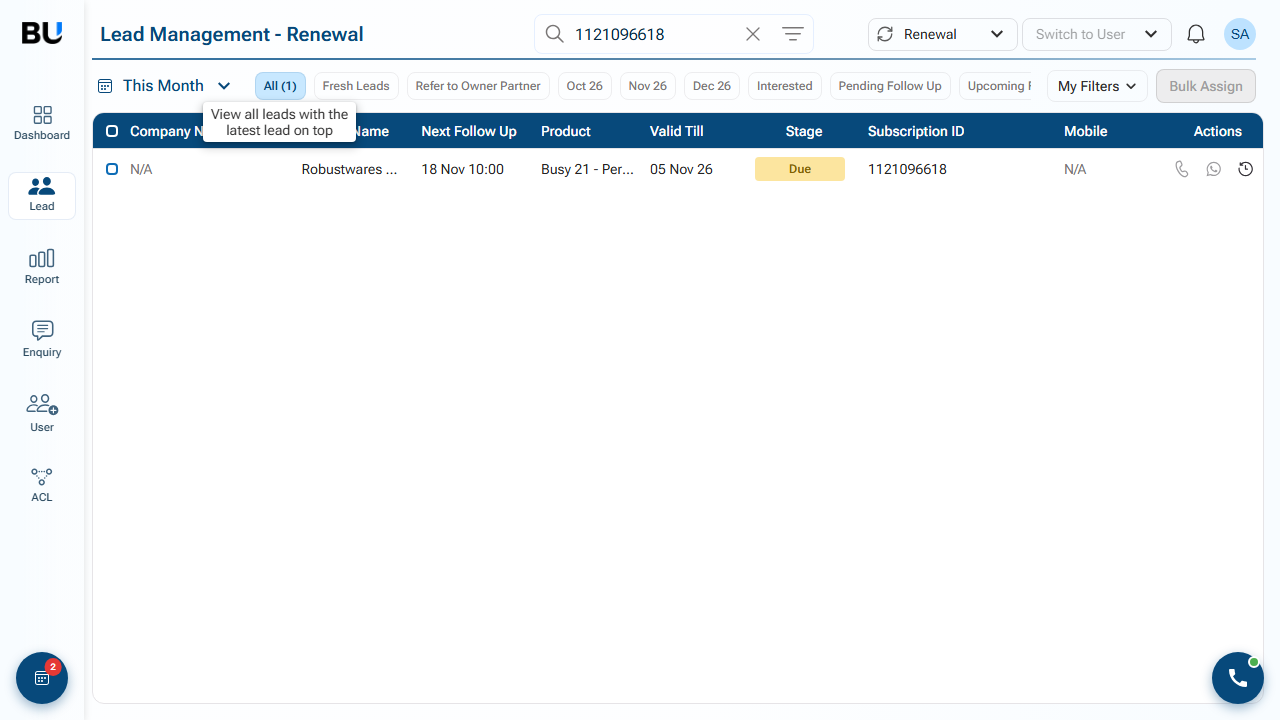 BU
Lead Management - Renewal
1121096618
Renewal
Switch to User
SA
This Month
All (1)
Fresh Leads
Refer to Owner Partner
Oct 26
Nov 26
Dec 26
Interested
Pending Follow Up
Upcoming F
My Filters
Bulk Assign
View all leads with the
latest lead on top
Company N
Name
Next Follow Up
Product
Valid Till
Stage
Subscription ID
Mobile
Actions
N/A
Robustwares ...
18 Nov 10:00
Busy 21 - Per...
05 Nov 26
Due
1121096618
N/A
Dashboard
Lead
Report
Enquiry
User
ACL
2